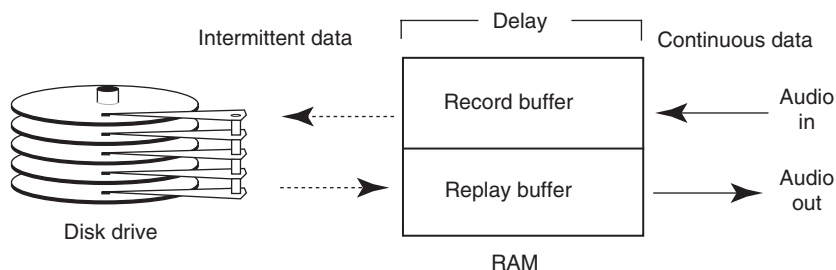 Delay
Intermittent data
Continuous data
Record buffer
Audio
in
Replay buffer
Audio
out
Disk drive
RAM